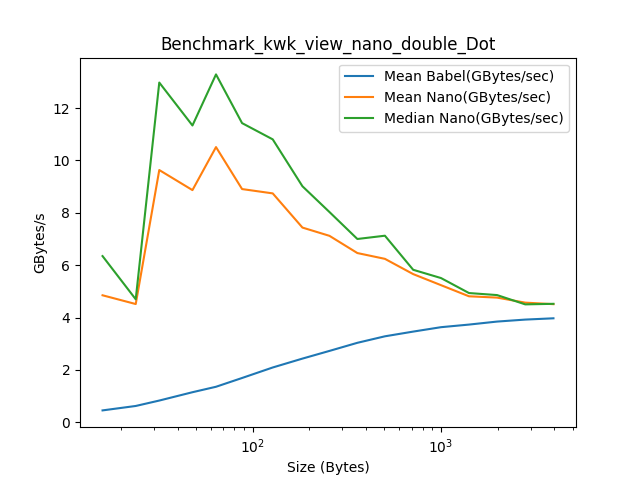 Benchmark_kwk_view_nano_double_Dot
Mean Babel(GBytes/sec)
Mean Nano(GBytes/sec)
Median Nano(GBytes/sec)
GBytes/s
12
10
8
6
4
2
0
10²
10³
Size (Bytes)